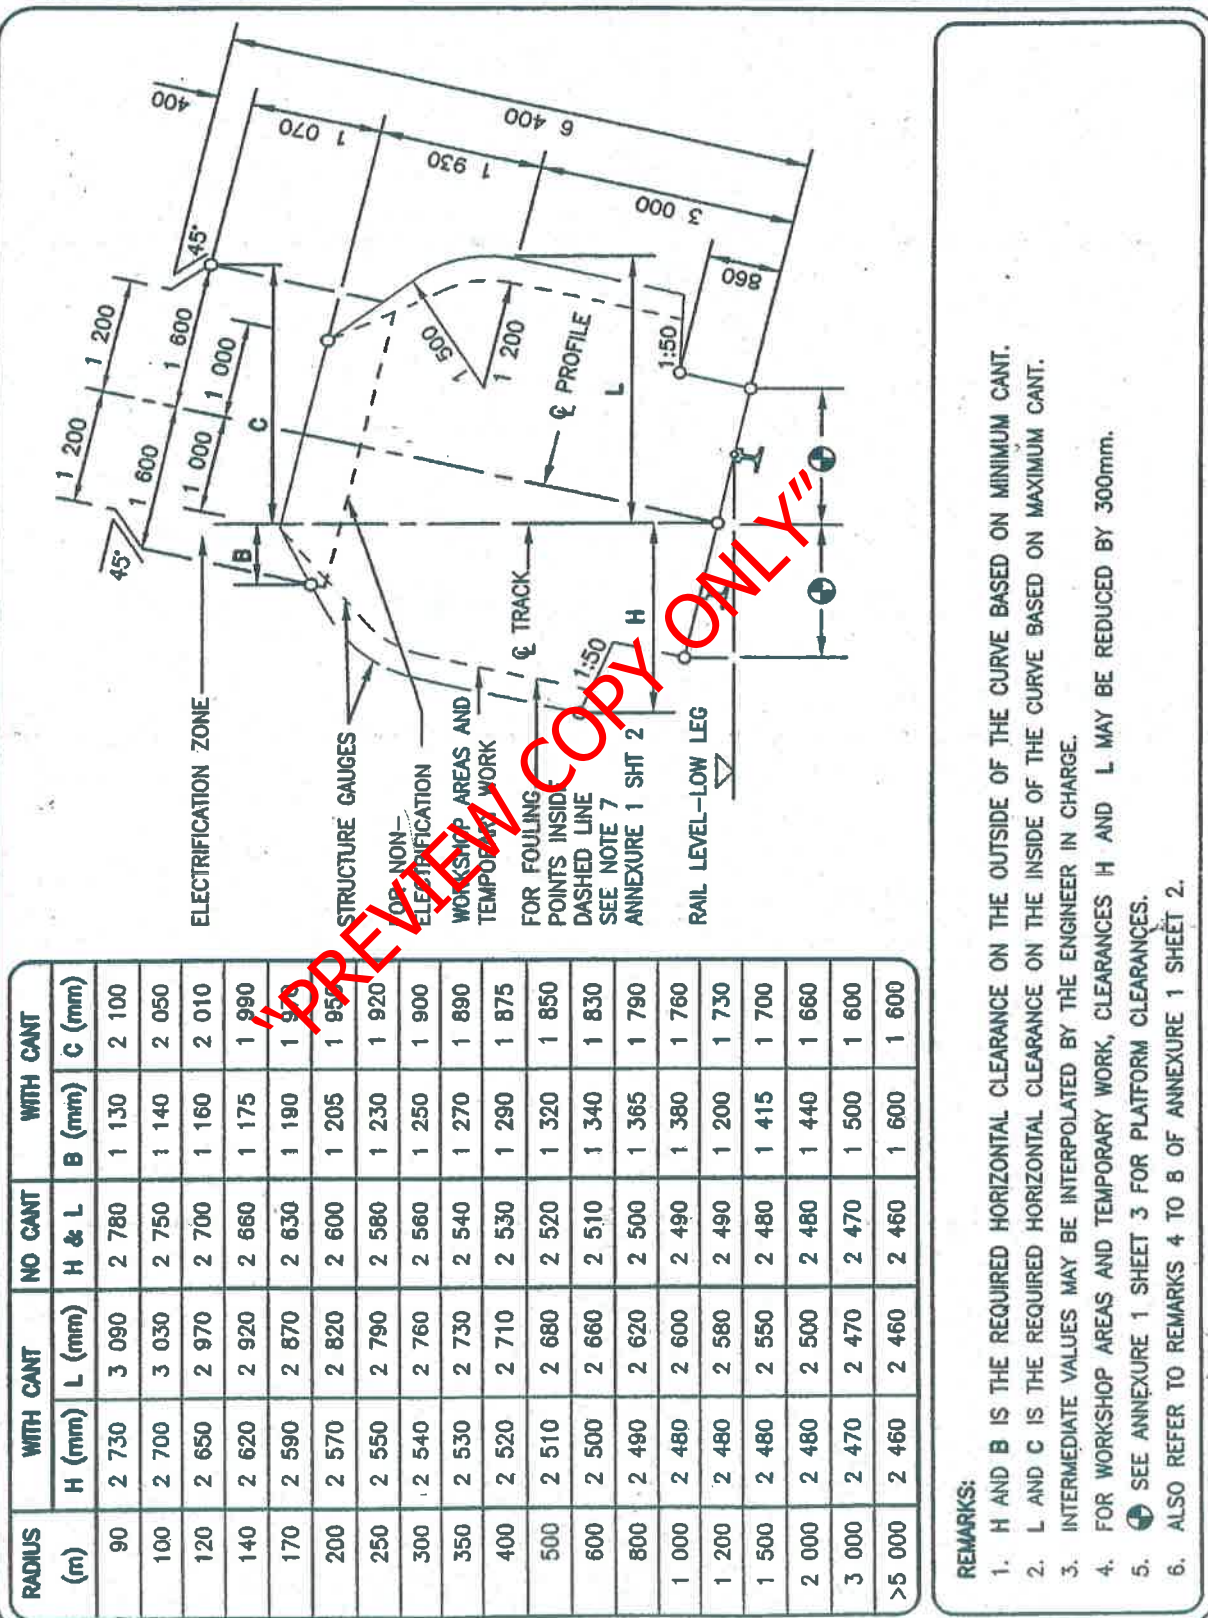 RADIUS WITH CANT NO CANT WITH CANT
(m) H (mm) L (mm) H & L B (mm) C (mm)
90 2 730 3 090 2 780 1 130 2 100
100 2 700 3 030 2 750 1 140 2 050
120 2 650 2 970 2 700 1 160 2 010
140 2 620 2 920 2 660 1 175 1 990
170 2 590 2 870 2 630 1 190 1
200 2 570 2 820 2 600 1 205 1 950
250 2 550 2 790 2 580 1 230 1 920
300 2 540 2 760 2 560 1 250 1 900
350 2 530 2 730 2 540 1 270 1 890
400 2 520 2 710 2 530 1 290 1 875
500 2 510 2 680 2 520 1 320 1 850
600 2 500 2 660 2 510 1 340 1 830
800 2 490 2 620 2 500 1 365 1 790
1 000 2 480 2 600 2 490 1 380 1 760
1 200 2 480 2 580 2 490 1 200 1 730
1 500 2 480 2 550 2 480 1 415 1 700
2 000 2 480 2 500 2 480 1 440 1 660
3 000 2 470 2 470 2 470 1 500 1 600
>5 000 2 460 2 460 2 460 1 600 1 600
ELECTRIFICATION ZONE
STRUCTURE GAUGES
FOR NON-
ELECTRIFICATION
WORKSHOP AREAS AND
TEMPORARY WORK
FOR FOULING
POINTS INSIDE
DASHED LINE
SEE NOTE 7
ANNEXURE 1 SHT 2
RAIL LEVEL-LOW LEG
45°
1 200
1 200
1 600
1 600
1 000
1 000
45°
B
C
400
1 070
1 930
6 400
3 000
860
1 500
1 200
℄ PROFILE
L
℄ TRACK
H
1:50
1:50
"PREVIEW COPY ONLY"
REMARKS:
1. H AND B IS THE REQUIRED HORIZONTAL CLEARANCE ON THE OUTSIDE OF THE CURVE BASED ON MINIMUM CANT.
2. L AND C IS THE REQUIRED HORIZONTAL CLEARANCE ON THE INSIDE OF THE CURVE BASED ON MAXIMUM CANT.
3. INTERMEDIATE VALUES MAY BE INTERPOLATED BY THE ENGINEER IN CHARGE.
4. FOR WORKSHOP AREAS AND TEMPORARY WORK, CLEARANCES H AND L MAY BE REDUCED BY 300mm.
5. SEE ANNEXURE 1 SHEET 3 FOR PLATFORM CLEARANCES.
6. ALSO REFER TO REMARKS 4 TO 8 OF ANNEXURE 1 SHEET 2.